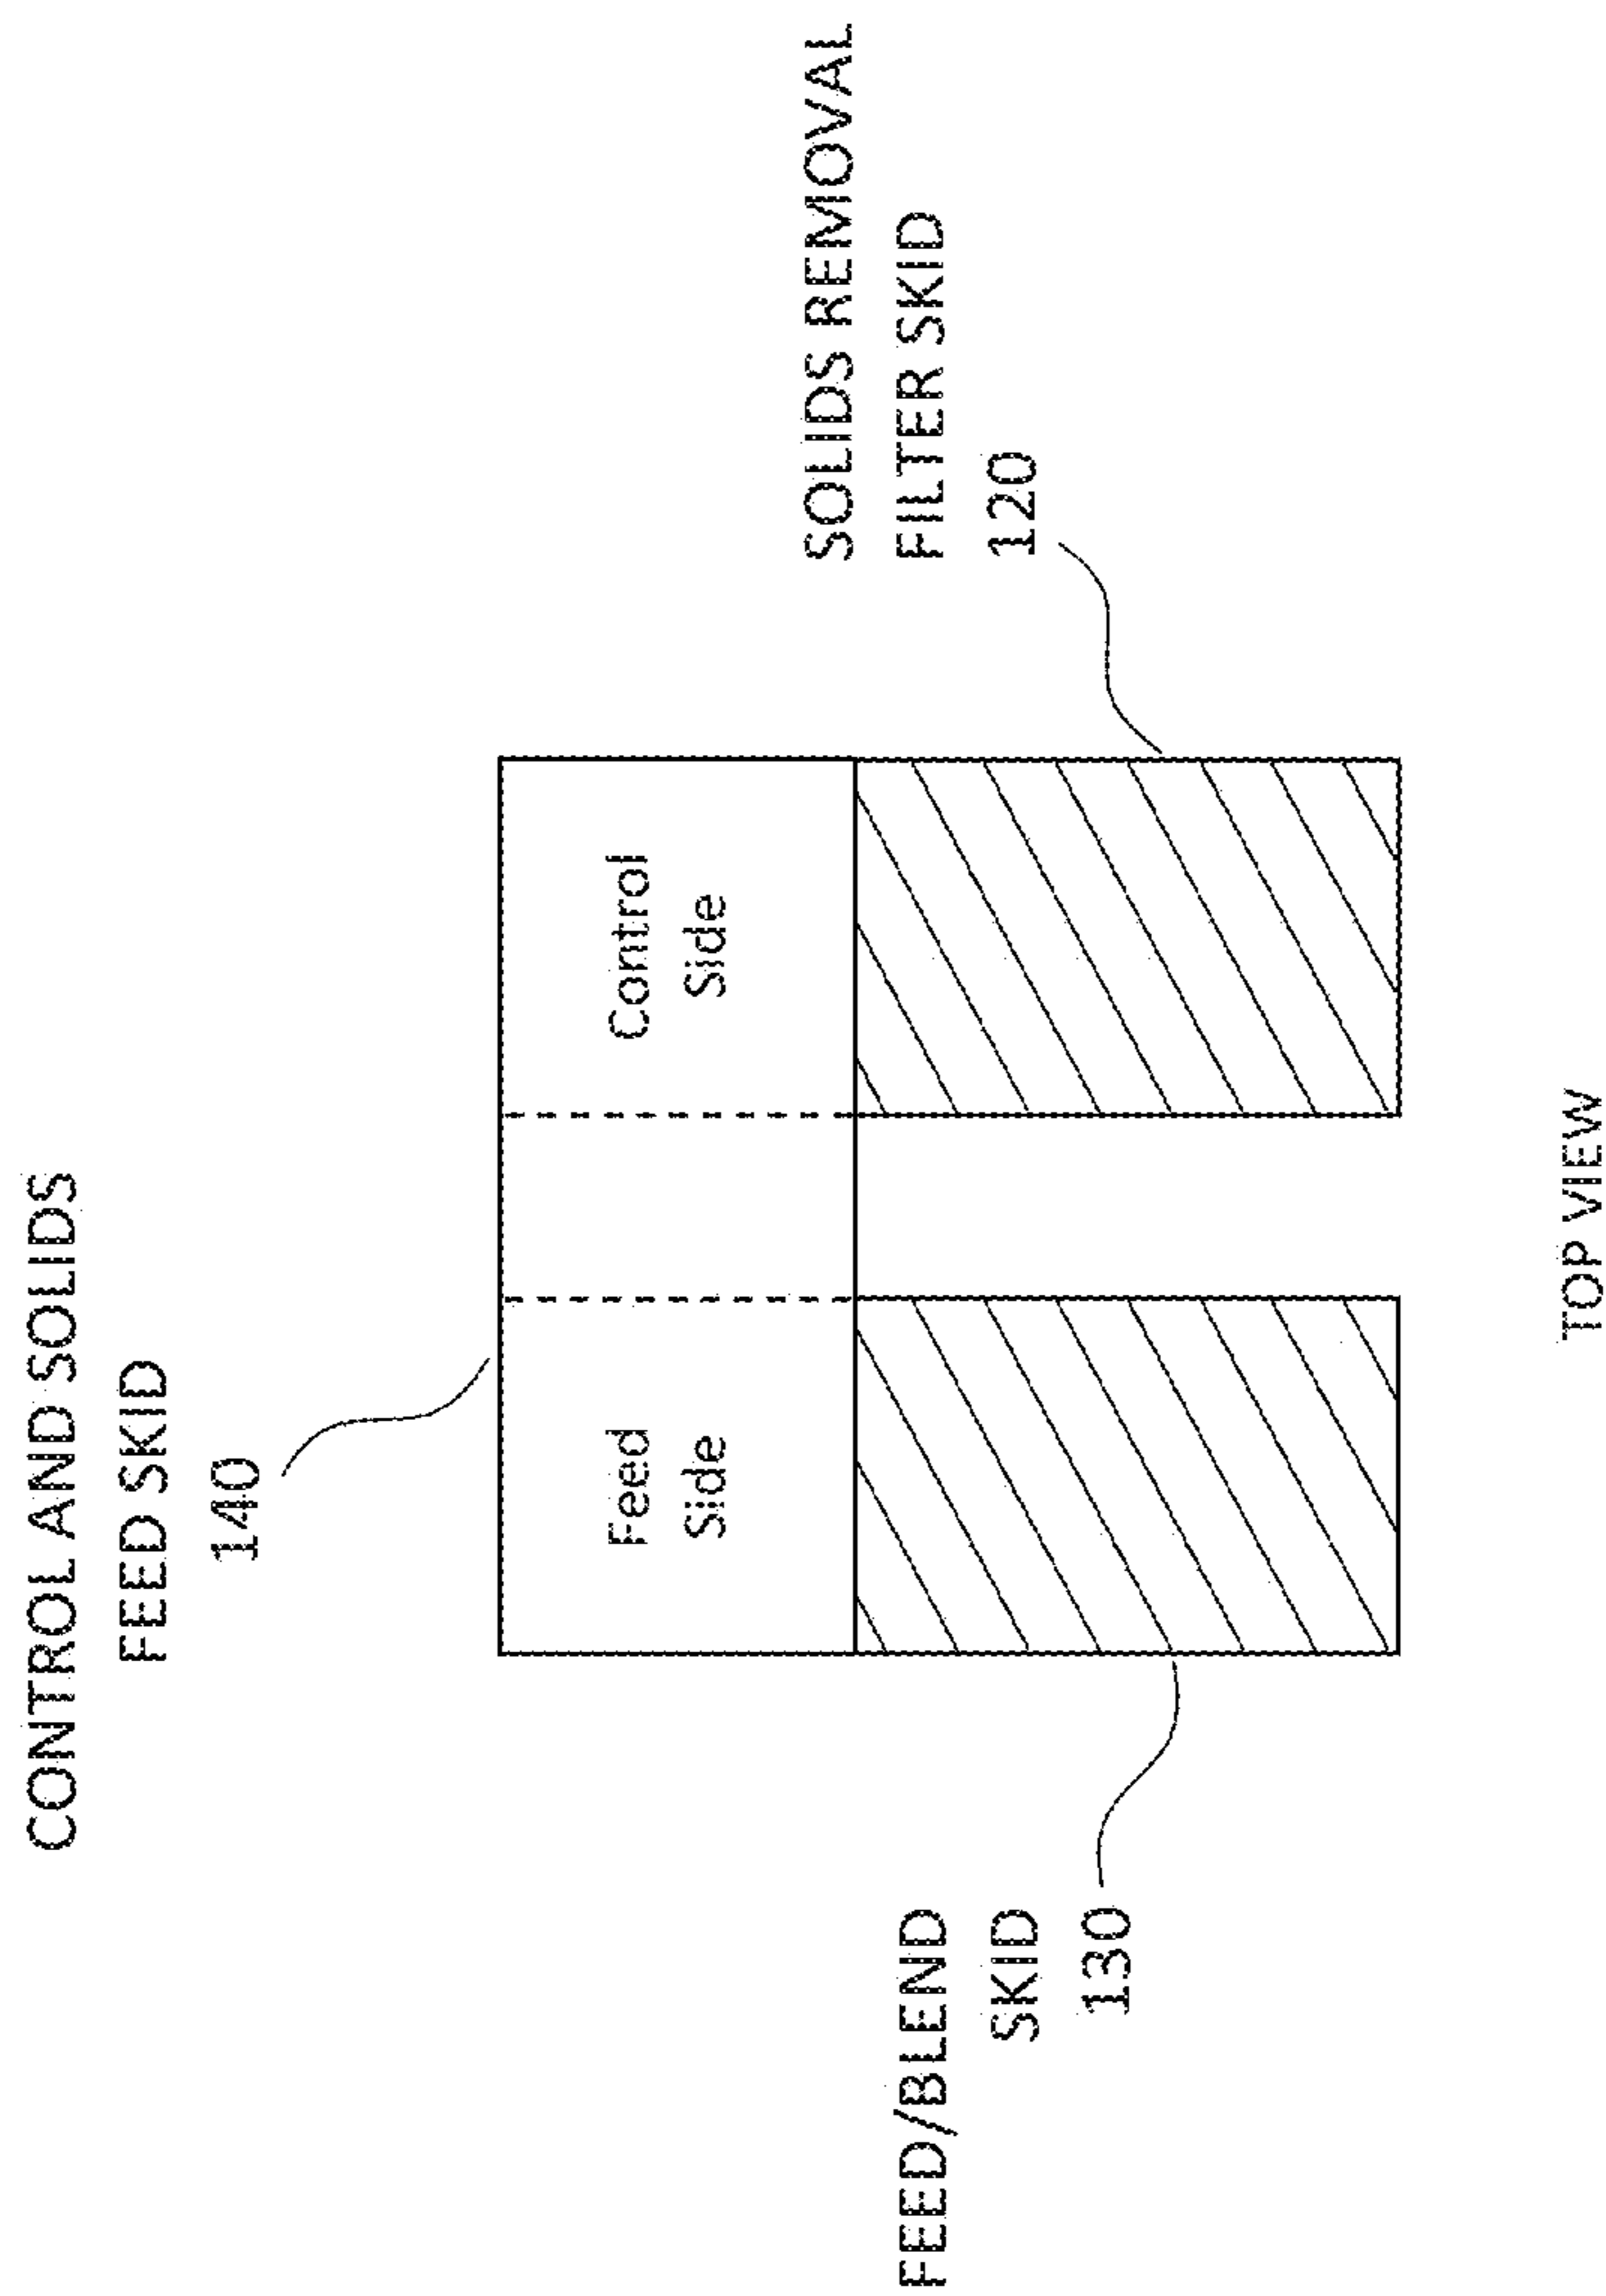 CONTROL AND SOLIDS
FEED SKID
140
Feed
Side
Control
Side
FEED/BLEND
SKID
130
SOLIDS REMOVAL
FILTER SKID
120
TOP VIEW